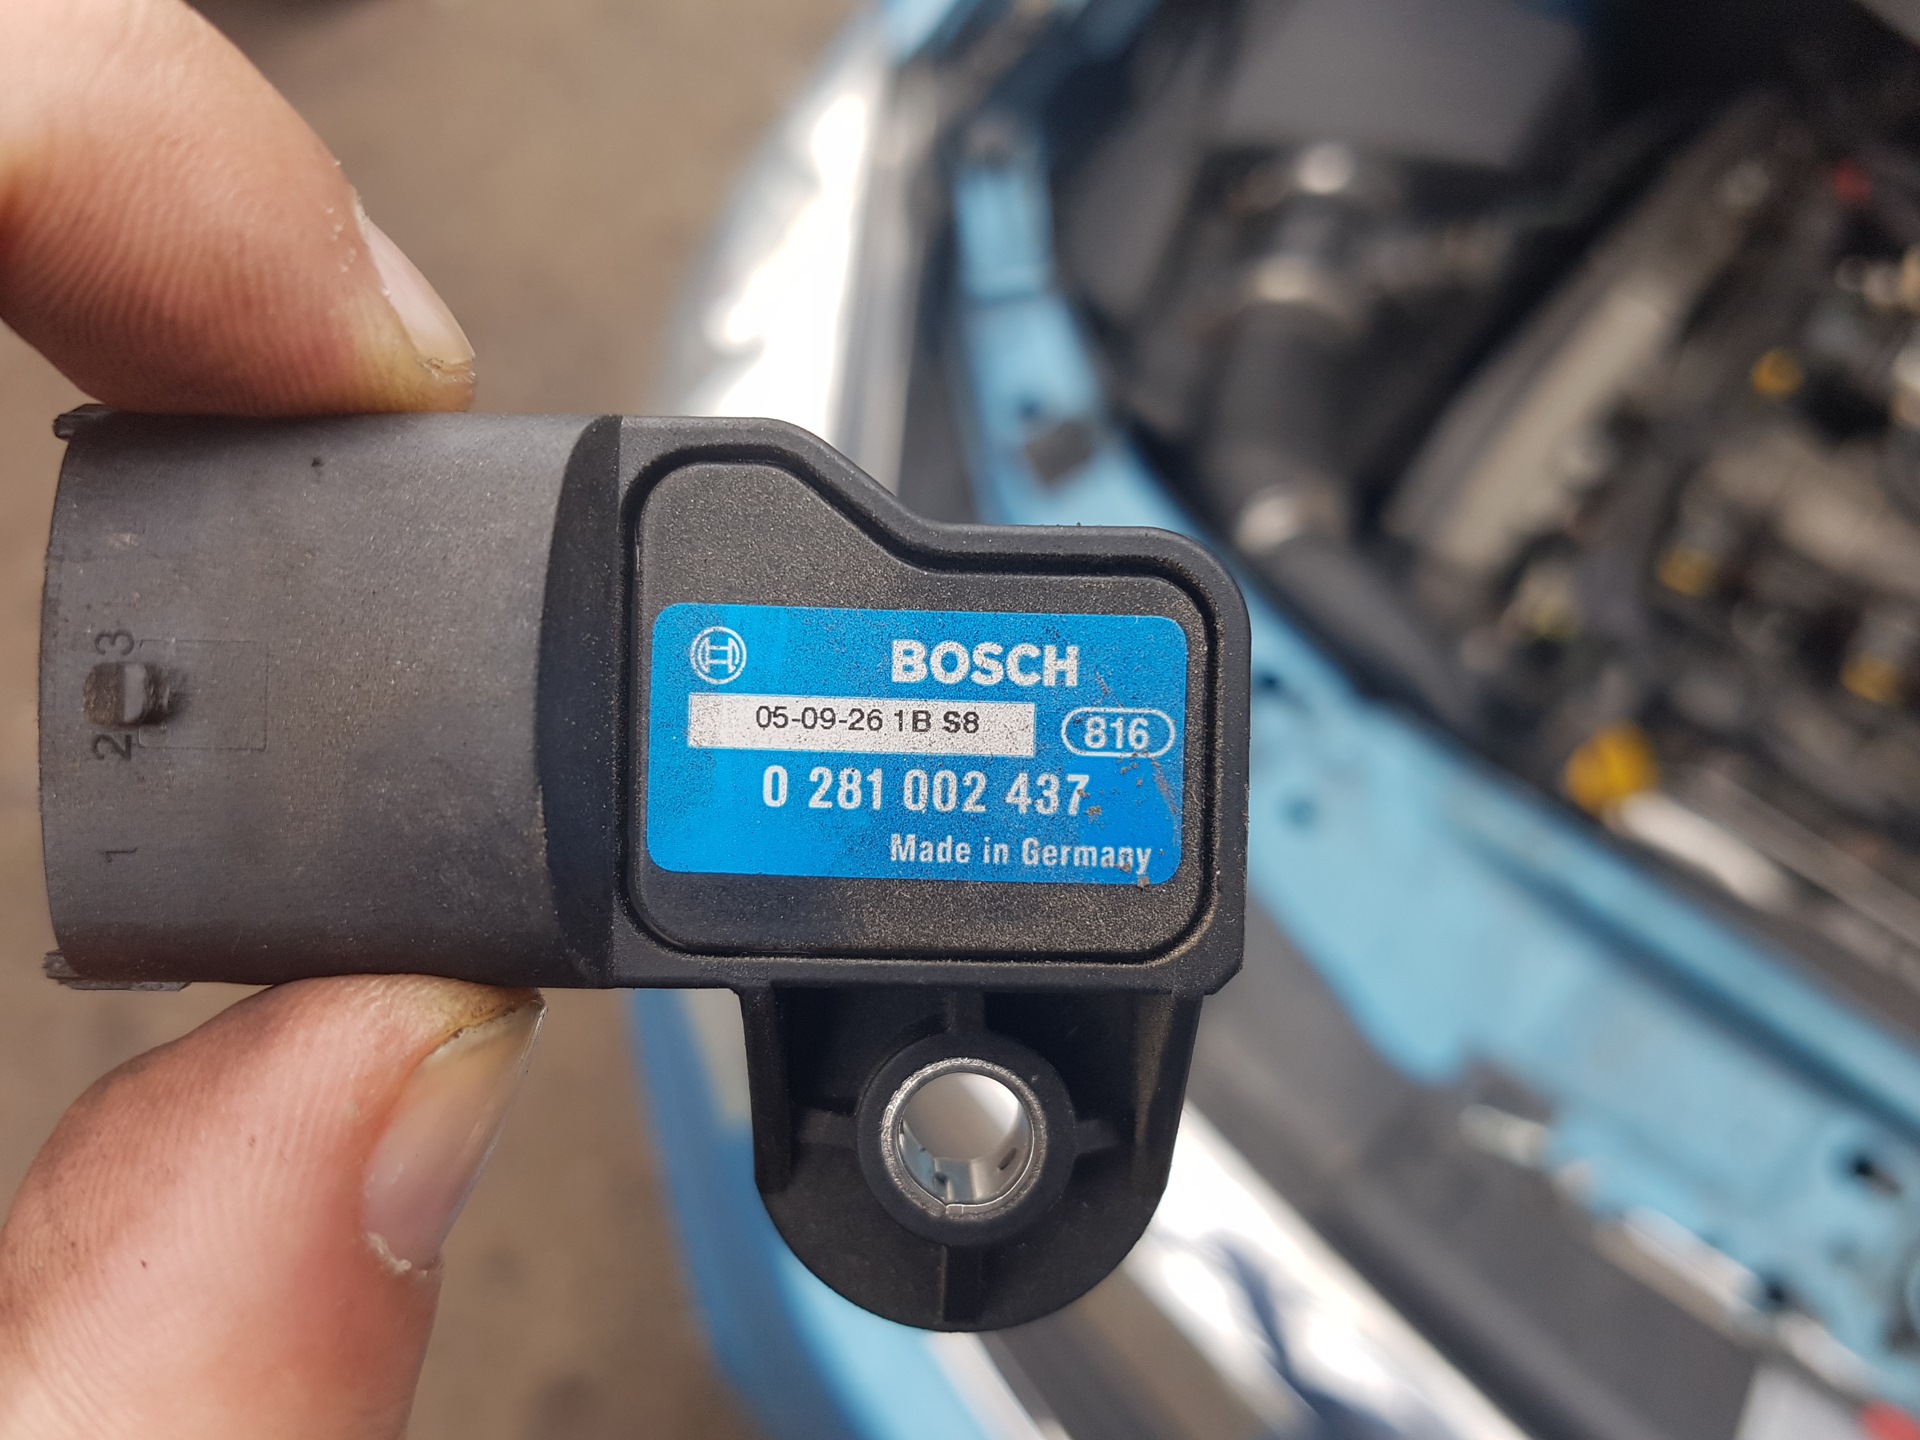 BOSCH
05-09-26 1B S8
816
0 281 002 437
Made in Germany
3
2
1